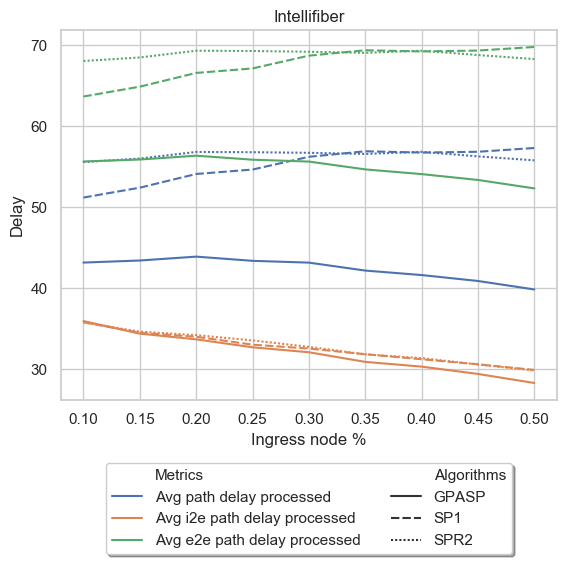 Intellifiber
70
60
50
40
30
Delay
0.10 0.15 0.20 0.25 0.30 0.35 0.40 0.45 0.50
Ingress node %
Metrics Algorithms
Avg path delay processed GPASP
Avg i2e path delay processed SP1
Avg e2e path delay processed SPR2